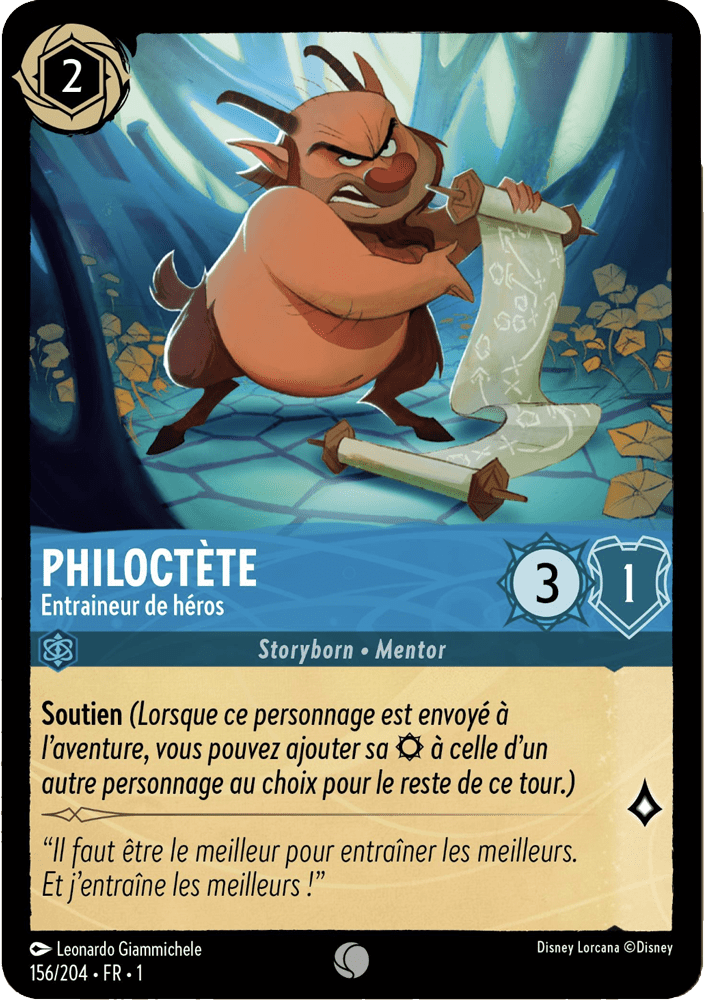 2
PHILOCTÈTE
Entraineur de héros
3
1
Storyborn • Mentor
Soutien (Lorsque ce personnage est envoyé à
l’aventure, vous pouvez ajouter sa à celle d’un
autre personnage au choix pour le reste de ce tour.)
“Il faut être le meilleur pour entraîner les meilleurs.
Et j’entraîne les meilleurs !”
Leonardo Giammichele
Disney Lorcana ©Disney
156/204 • FR • 1